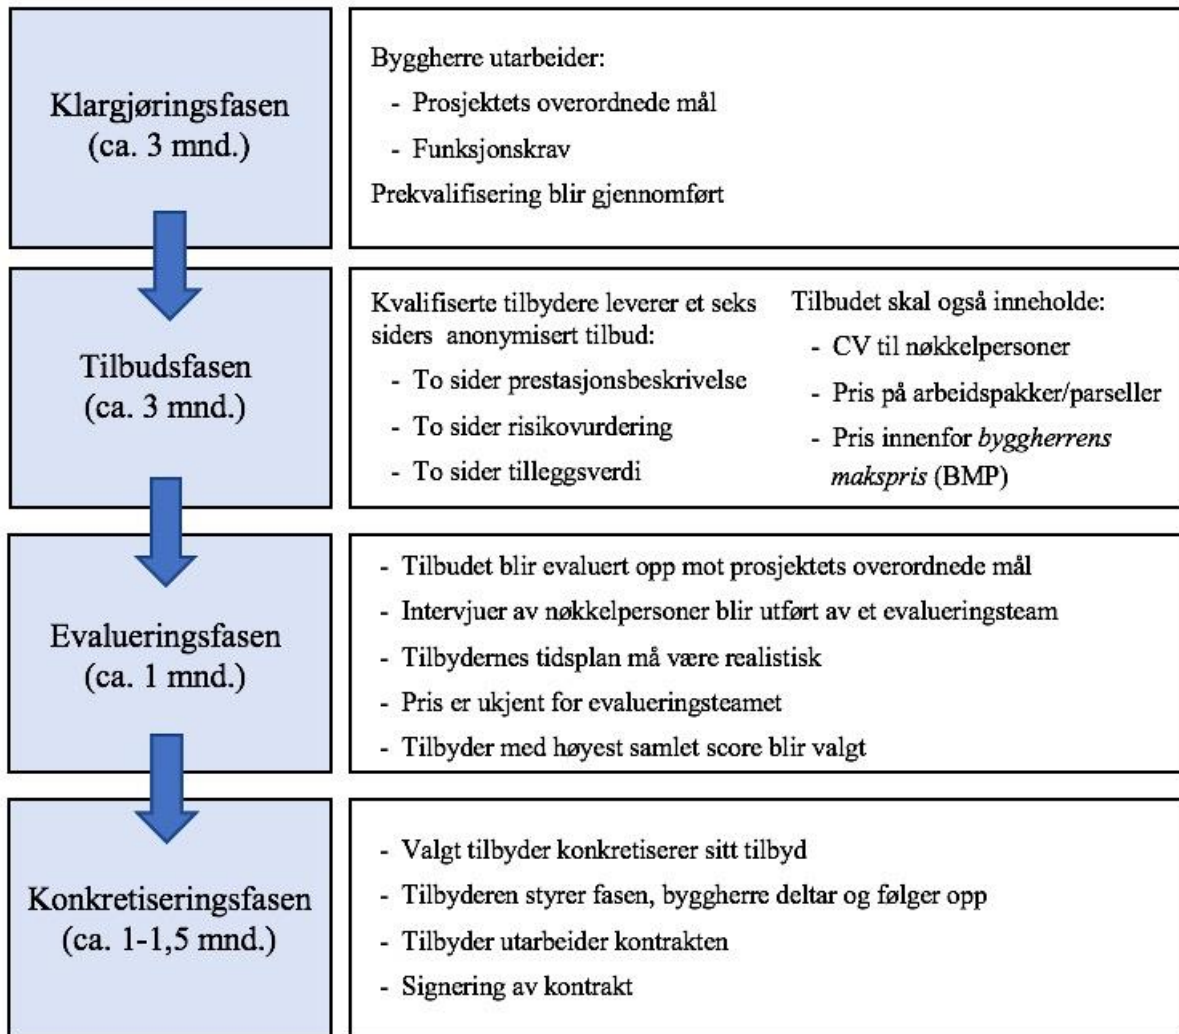 Klargjøringsfasen
(ca. 3 mnd.)
Byggherre utarbeider:
- Prosjektets overordnede mål
- Funksjonskrav
Prekvalifisering blir gjennomført
Tilbudsfasen
(ca. 3 mnd.)
Kvalifiserte tilbydere leverer et seks
siders anonymisert tilbud:
- To sider prestasjonsbeskrivelse
- To sider risikovurdering
- To sider tilleggsverdi
Tilbudet skal også inneholde:
- CV til nøkkelpersoner
- Pris på arbeidspakker/parseller
- Pris innenfor byggherrens
makspris (BMP)
Evalueringsfasen
(ca. 1 mnd.)
- Tilbudet blir evaluert opp mot prosjektets overordnede mål
- Intervjuer av nøkkelpersoner blir utført av et evalueringsteam
- Tilbydernes tidsplan må være realistisk
- Pris er ukjent for evalueringsteamet
- Tilbyder med høyest samlet score blir valgt
Konkretiseringsfasen
(ca. 1-1,5 mnd.)
- Valgt tilbyder konkretiserer sitt tilbyd
- Tilbyderen styrer fasen, byggherre deltar og følger opp
- Tilbyder utarbeider kontrakten
- Signering av kontrakt